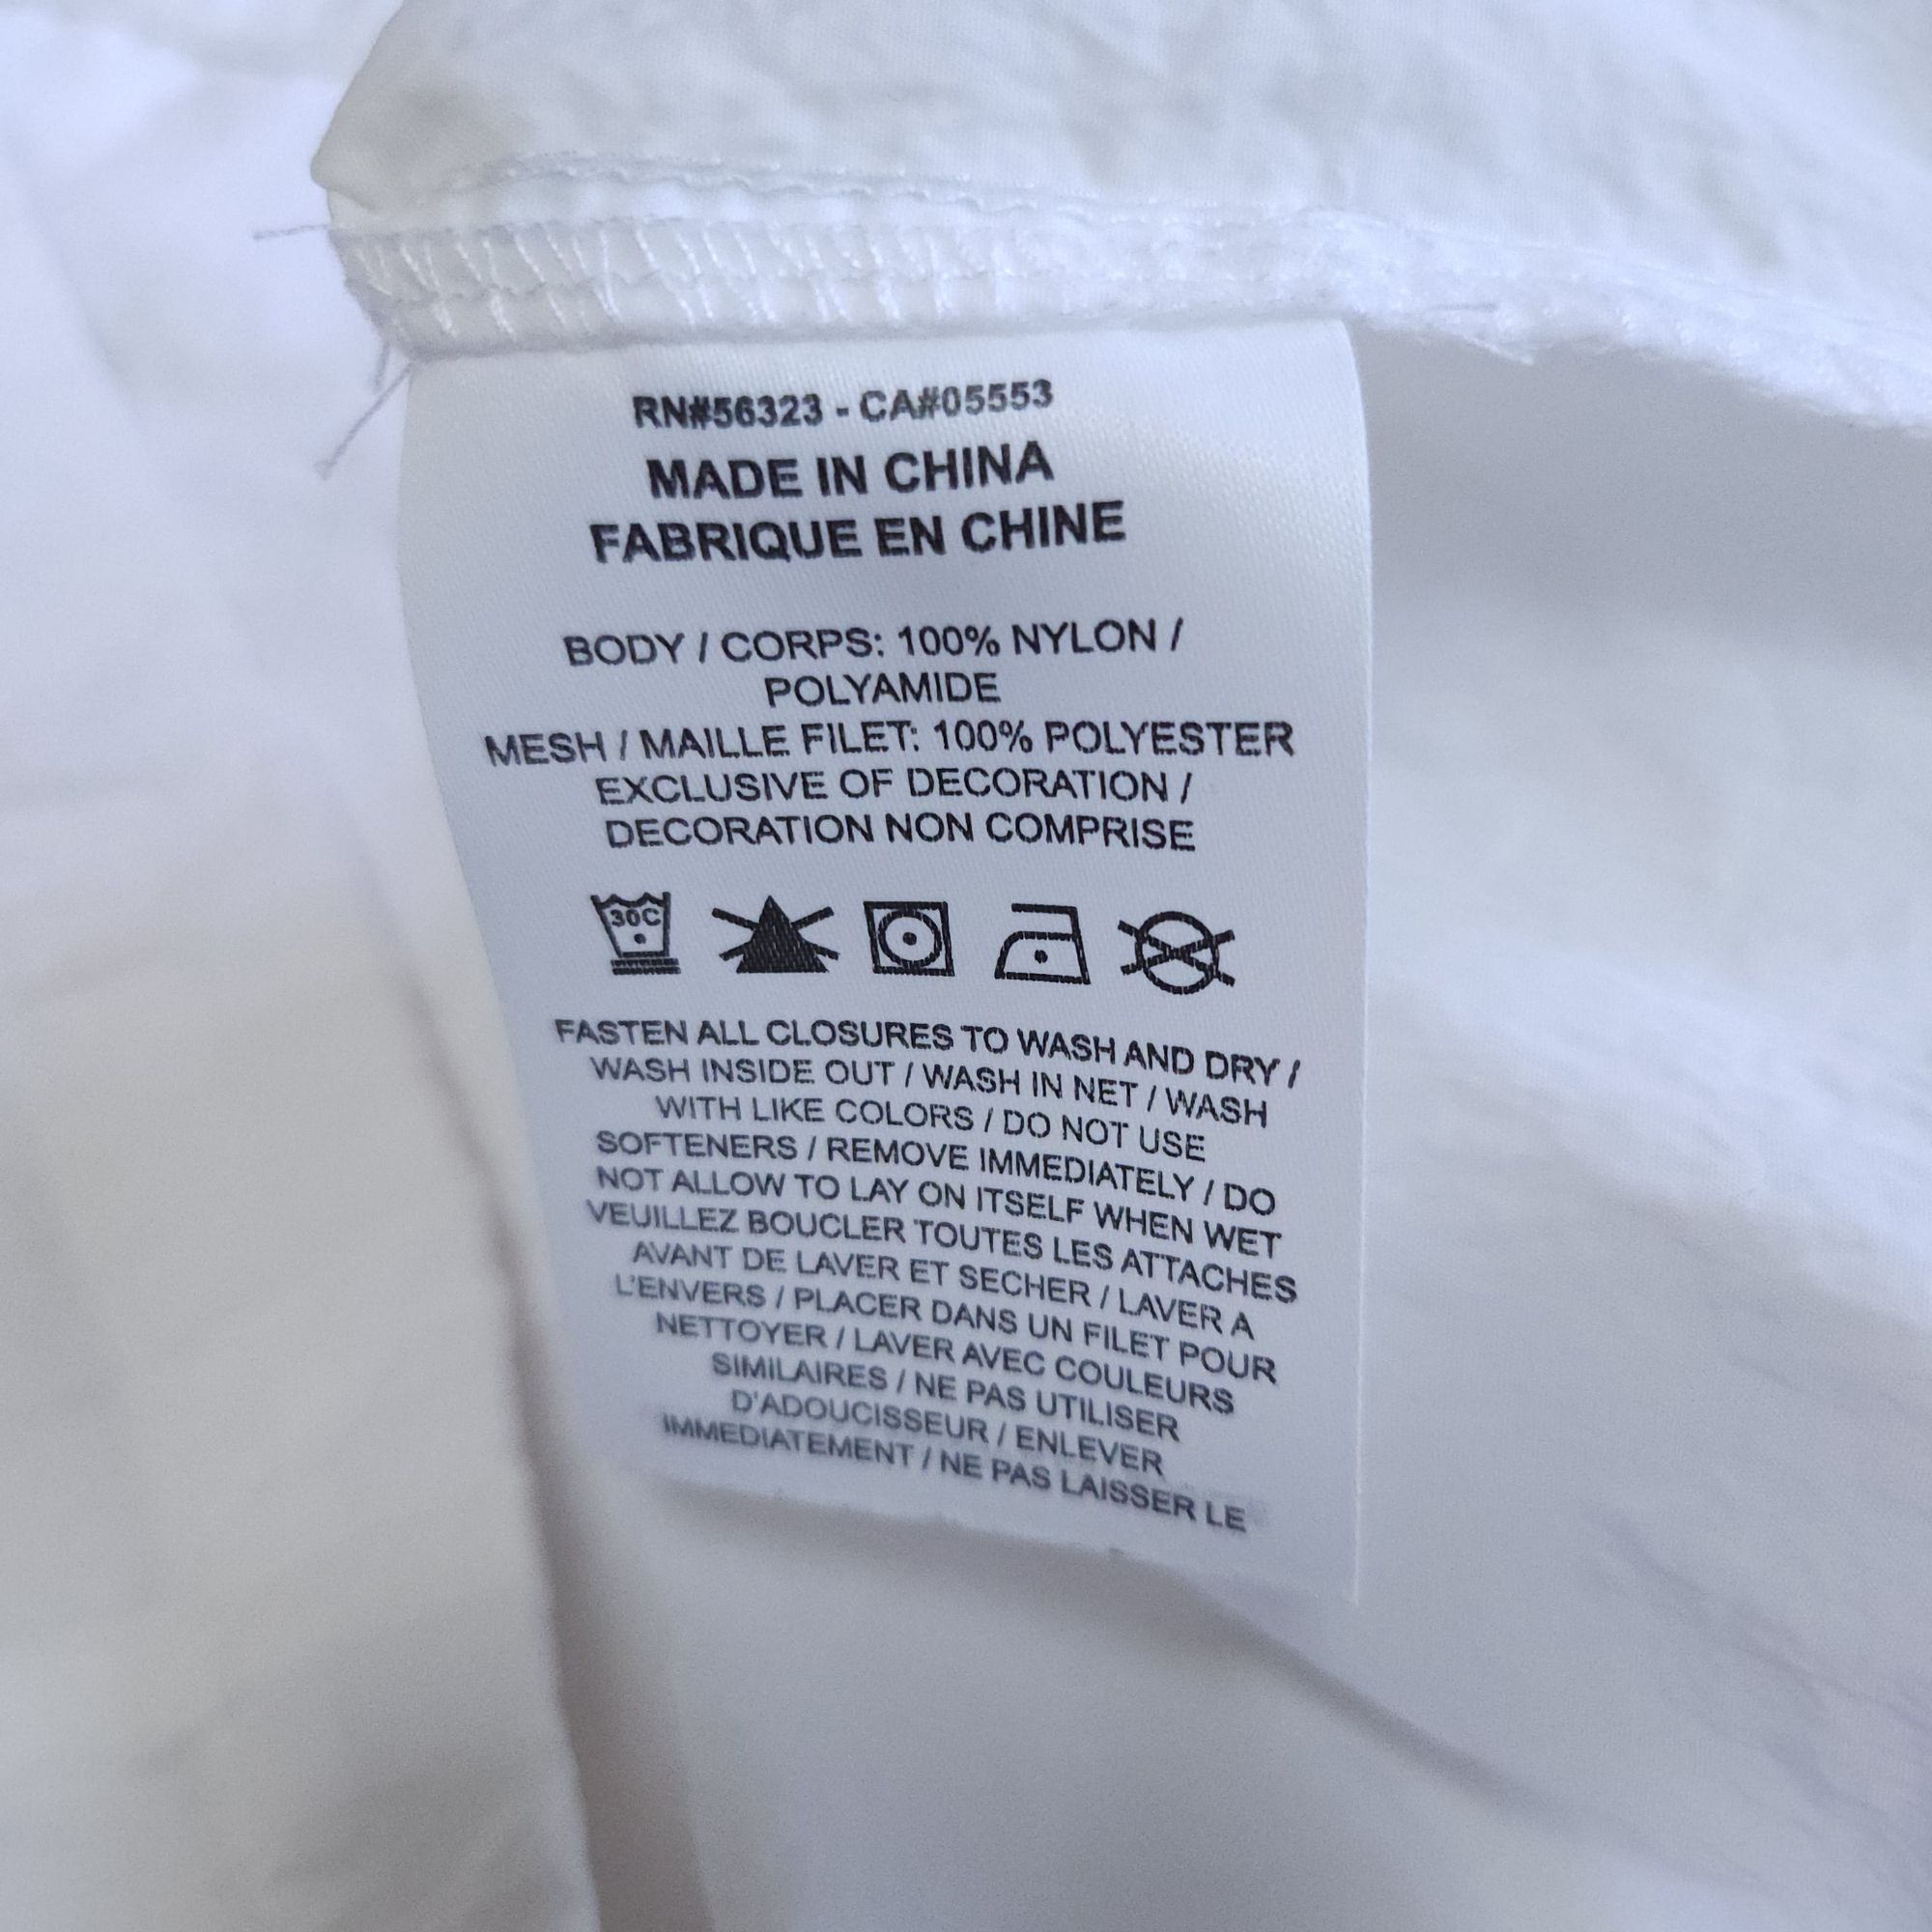 RN#56323 - CA#05553
MADE IN CHINA
FABRIQUE EN CHINE
BODY / CORPS: 100% NYLON /
POLYAMIDE
MESH / MAILLE FILET: 100% POLYESTER
EXCLUSIVE OF DECORATION /
DECORATION NON COMPRISE
30C
FASTEN ALL CLOSURES TO WASH AND DRY /
WASH INSIDE OUT / WASH IN NET / WASH
WITH LIKE COLORS / DO NOT USE
SOFTENERS / REMOVE IMMEDIATELY / DO
NOT ALLOW TO LAY ON ITSELF WHEN WET
VEUILLEZ BOUCLER TOUTES LES ATTACHES
AVANT DE LAVER ET SECHER / LAVER A
L'ENVERS / PLACER DANS UN FILET POUR
NETTOYER / LAVER AVEC COULEURS
SIMILAIRES / NE PAS UTILISER
D'ADOUCISSEUR / ENLEVER
IMMEDIATEMENT / NE PAS LAISSER LE